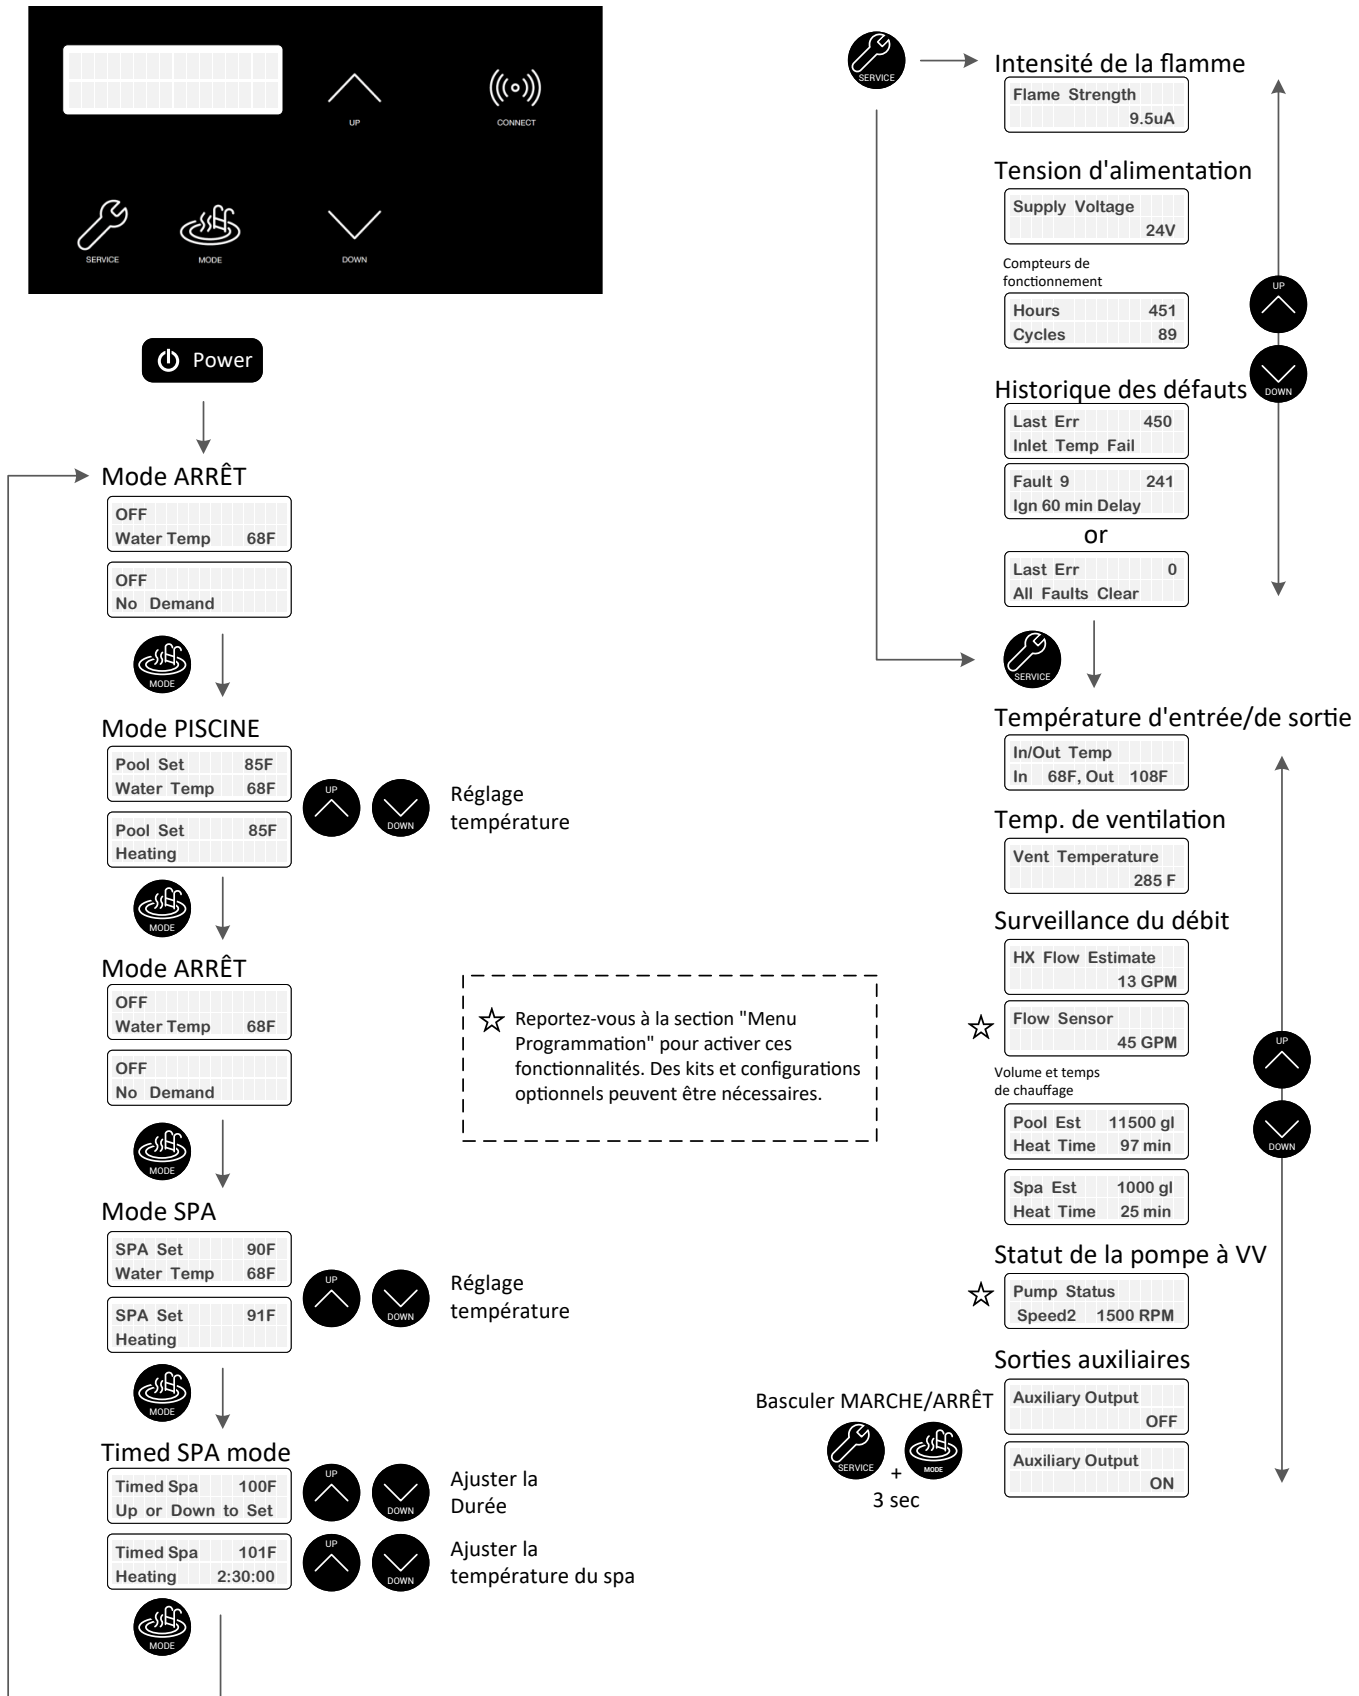 UP
CONNECT
SERVICE
MODE
DOWN
Power
Mode ARRÊT
OFF
Water Temp 68F
OFF
No Demand
MODE
Mode PISCINE
Pool Set 85F
Water Temp 68F
Pool Set 85F
Heating
UP
DOWN
Réglage
température
MODE
Mode ARRÊT
OFF
Water Temp 68F
OFF
No Demand
MODE
Mode SPA
SPA Set 90F
Water Temp 68F
SPA Set 91F
Heating
UP
DOWN
Réglage
température
MODE
Timed SPA mode
Timed Spa 100F
Up or Down to Set
UP
DOWN
Ajuster la
Durée
Timed Spa 101F
Heating 2:30:00
UP
DOWN
Ajuster la
température du spa
MODE
☆ Reportez-vous à la section "Menu
Programmation" pour activer ces
fonctionnalités. Des kits et configurations
optionnels peuvent être nécessaires.
SERVICE
Intensité de la flamme
Flame Strength
9.5uA
Tension d'alimentation
Supply Voltage
24V
Compteurs de
fonctionnement
Hours 451
Cycles 89
UP
DOWN
Historique des défauts
Last Err 450
Inlet Temp Fail
Fault 9 241
Ign 60 min Delay
or
Last Err 0
All Faults Clear
SERVICE
Température d'entrée/de sortie
In/Out Temp
In 68F, Out 108F
Temp. de ventilation
Vent Temperature
285 F
Surveillance du débit
HX Flow Estimate
13 GPM
☆ Flow Sensor
45 GPM
Volume et temps
de chauffage
Pool Est 11500 gl
Heat Time 97 min
Spa Est 1000 gl
Heat Time 25 min
UP
DOWN
Statut de la pompe à VV
☆ Pump Status
Speed2 1500 RPM
Sorties auxiliaires
Basculer MARCHE/ARRÊT
SERVICE
+
MODE
3 sec
Auxiliary Output
OFF
Auxiliary Output
ON